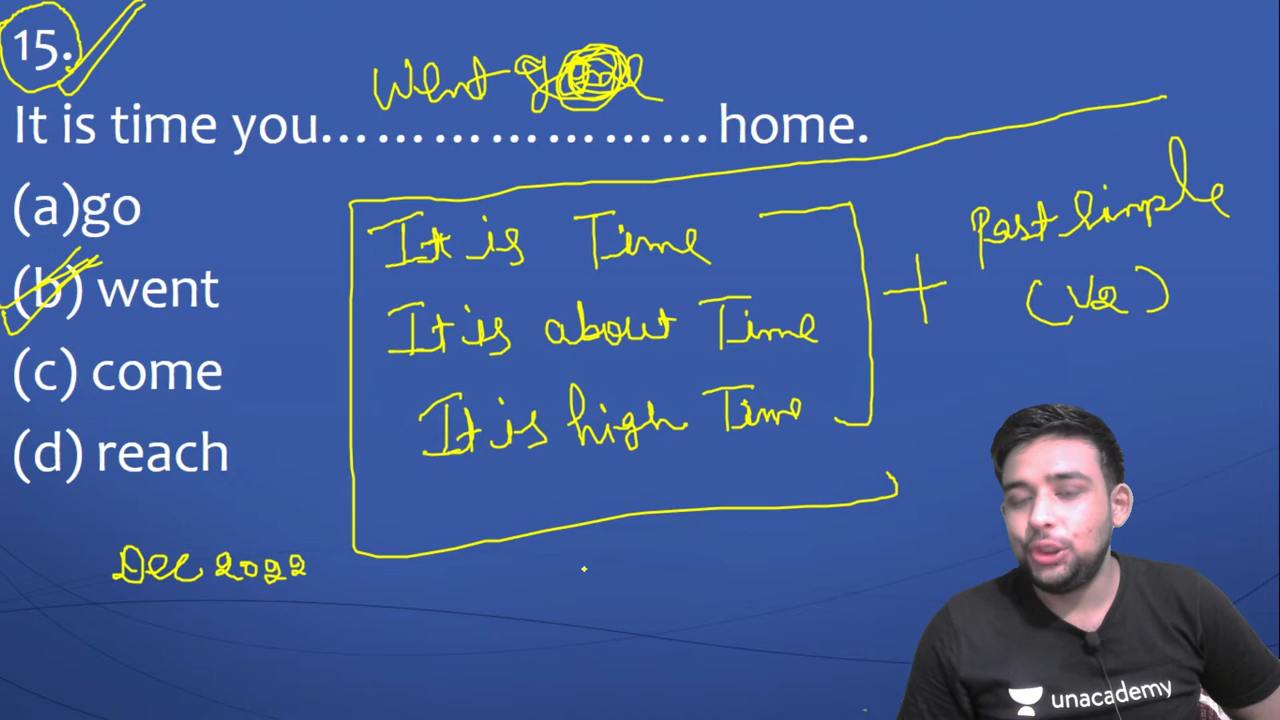 15.
went
It is time you………………………home.
(a)go
(b) went
(c) come
(d) reach
It is Time
It is about Time
It is high Time
+
Past Simple
(V2)
Dec 2022
unacademy